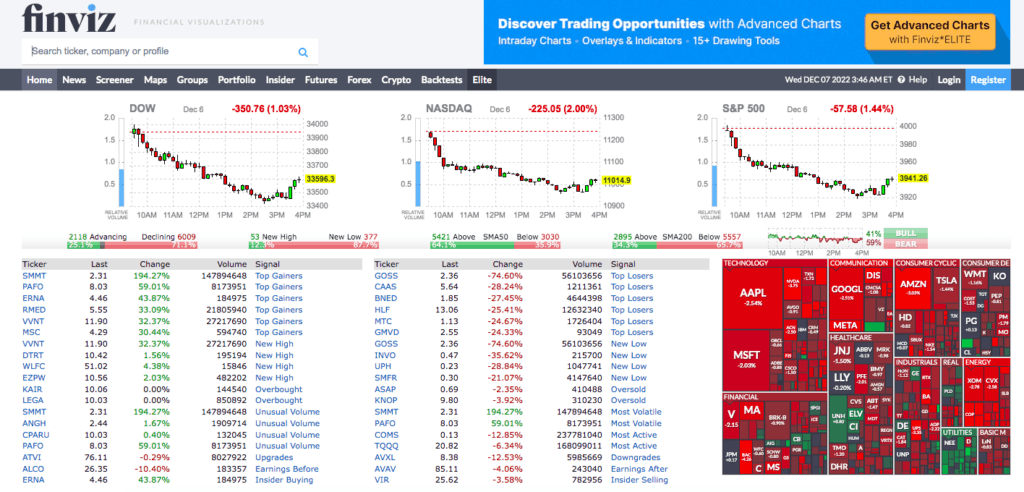 finviz FINANCIAL VISUALIZATIONS
Search ticker, company or profile
Discover Trading Opportunities with Advanced Charts
Intraday Charts • Overlays & Indicators • 15+ Drawing Tools
Get Advanced Charts
with Finviz*ELITE
Home News Screener Maps Groups Portfolio Insider Futures Forex Crypto Backtests Elite Wed DEC 07 2022 3:46 AM ET Help Login Register
DOW Dec 6 -350.76 (1.03%)
2.0 1.5 1.0 0.5
34000 33900 33800 33700 33596.3 33500 33400
RELATIVE VOLUME 10AM 11AM 12PM 1PM 2PM 3PM 4PM
NASDAQ Dec 6 -225.05 (2.00%)
2.0 1.5 1.0 0.5
11300 11200 11100 11014.9 10900
RELATIVE VOLUME 10AM 11AM 12PM 1PM 2PM 3PM 4PM
S&P 500 Dec 6 -57.58 (1.44%)
2.0 1.5 1.0 0.5
4000 3980 3960 3941.26 3920
RELATIVE VOLUME 10AM 11AM 12PM 1PM 2PM 3PM 4PM
2118 Advancing Declining 6009
25.1% 71.1%
53 New High New Low 377
12.3% 87.7%
5421 Above SMA50 Below 3030
64.1% 35.9%
2895 Above SMA200 Below 5557
34.3% 65.7%
41% BULL
59% BEAR
10AM 12PM 2PM 4PM
Ticker Last Change Volume Signal
SMMT 2.31 194.27% 147894648 Top Gainers
PAFO 8.03 59.01% 8173951 Top Gainers
ERNA 4.46 43.87% 184975 Top Gainers
RMED 5.55 33.09% 21805940 Top Gainers
VVNT 11.90 32.37% 27217690 Top Gainers
MSC 4.29 30.44% 594740 Top Gainers
VVNT 11.90 32.37% 27217690 New High
DTRT 10.42 1.56% 195194 New High
WLFC 51.02 4.38% 15846 New High
EZPW 10.56 2.03% 482202 New High
KAIR 10.06 0.00% 144540 Overbought
LEGA 10.03 0.00% 850892 Overbought
SMMT 2.31 194.27% 147894648 Unusual Volume
ANGH 2.44 1.67% 1909714 Unusual Volume
CPARU 10.03 0.40% 132045 Unusual Volume
PAFO 8.03 59.01% 8173951 Unusual Volume
ATVI 76.11 -0.29% 8027922 Upgrades
ALCO 26.35 -10.40% 183357 Earnings Before
ERNA 4.46 43.87% 184975 Insider Buying
Ticker Last Change Volume Signal
GOSS 2.36 -74.60% 56103656 Top Losers
CAAS 5.64 -28.24% 1211361 Top Losers
BNED 1.85 -27.45% 4644398 Top Losers
HLF 13.06 -25.41% 12632340 Top Losers
MTC 1.13 -24.67% 1726404 Top Losers
GMVD 2.55 -24.33% 93049 Top Losers
GOSS 2.36 -74.60% 56103656 New Low
INVO 0.47 -35.62% 215700 New Low
UPH 0.23 -28.84% 1047741 New Low
SMFR 0.30 -21.07% 4147640 New Low
ASAP 0.69 -2.35% 410488 Oversold
KNOP 9.80 -3.92% 310230 Oversold
SMMT 2.31 194.27% 147894648 Most Volatile
PAFO 8.03 59.01% 8173951 Most Volatile
COMS 0.13 -12.85% 237781040 Most Active
TQQQ 20.82 -6.34% 168099011 Most Active
AVXL 8.38 -12.53% 5985669 Downgrades
AVAV 85.11 -4.06% 243040 Earnings After
VIR 25.62 -3.58% 782956 Insider Selling
TECHNOLOGY
AAPL
-2.54%
MSFT
-2.03%
COMMUNICATION
GOOGL
-2.51%
DIS
META
CONSUMER CYCLIC
AMZN
-3.03%
TSLA
-1.44%
HD
CONSUMER DE
WMT
KO
PG
CL
HEALTHCARE
JNJ
-1.50%
LLY
-0.20%
UNH
CVS
ELV
CI
TMO
DHR
FINANCIAL
V
-2.15
MA
BRK-B
JPM
C
MS
INDUSTRIALS
UNP
DE
REAL
ENERGY
XOM
CVX
COP
UTILITIES
NEE
BASIC M
LIN